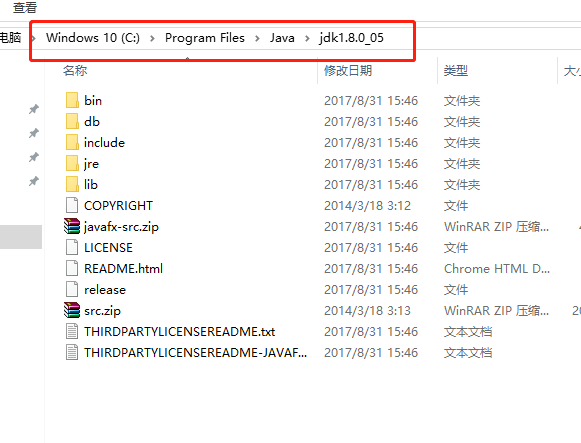 查看
电脑 › Windows 10 (C:) › Program Files › Java › jdk1.8.0_05
名称 修改日期 类型 大小
bin 2017/8/31 15:46 文件夹
db 2017/8/31 15:46 文件夹
include 2017/8/31 15:46 文件夹
jre 2017/8/31 15:46 文件夹
lib 2017/8/31 15:46 文件夹
COPYRIGHT 2014/3/18 3:12 文件
javafx-src.zip 2017/8/31 15:46 WinRAR ZIP 压缩...
LICENSE 2017/8/31 15:46 文件
README.html 2017/8/31 15:46 Chrome HTML D...
release 2017/8/31 15:46 文件
src.zip 2014/3/18 3:13 WinRAR ZIP 压缩...
THIRDPARTYLICENSEREADME.txt 2017/8/31 15:46 文本文档
THIRDPARTYLICENSEREADME-JAVAF... 2017/8/31 15:46 文本文档